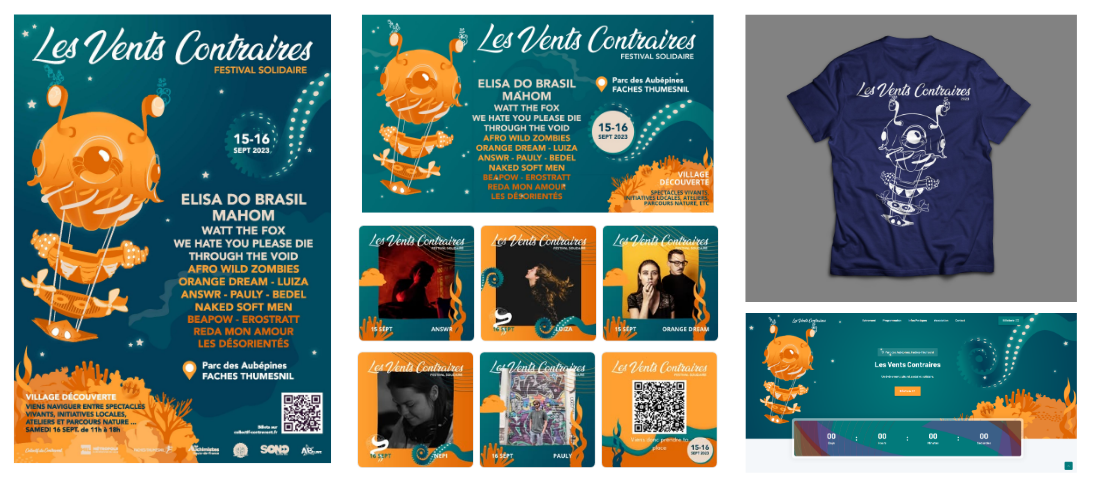 Les Vents Contraires
FESTIVAL SOLIDAIRE
15-16
SEPT 2023
ELISA DO BRASIL
MAHOM
WATT THE FOX
WE HATE YOU PLEASE DIE
THROUGH THE VOID
AFRO WILD ZOMBIES
ORANGE DREAM - LUIZA
ANSWR - PAULY - BEDEL
NAKED SOFT MEN
BEAPOW - EROSTRATT
REDA MON AMOUR
LES DÉSORIENTÉS
Parc des Aubépines
FACHES THUMESNIL
VILLAGE DÉCOUVERTE
VIENS NAVIGUER ENTRE SPECTACLES
VIVANTS, INITIATIVES LOCALES,
ATELIERS ET PARCOURS NATURE ...
SAMEDI 16 SEPT. de 11h à 18h
Billets sur
Les Vents Contraires
FESTIVAL SOLIDAIRE
ELISA DO BRASIL
MAHOM
WATT THE FOX
WE HATE YOU PLEASE DIE
THROUGH THE VOID
AFRO WILD ZOMBIES
ORANGE DREAM - LUIZA
ANSWR - PAULY - BEDEL
NAKED SOFT MEN
BEAPOW - EROSTRATT
REDA MON AMOUR
LES DÉSORIENTÉS
Parc des Aubépines
FACHES THUMESNIL
15-16
SEPT 2023
VILLAGE
DÉCOUVERTE
SPECTACLES VIVANTS,
INITIATIVES LOCALES, ATELIERS,
PARCOURS NATURE, ETC
Les Vents Contraires
FESTIVAL SOLIDAIRE
15 SEPT
ANSWR
Les Vents Contraires
FESTIVAL SOLIDAIRE
16 SEPT
LUIZA
Les Vents Contraires
FESTIVAL SOLIDAIRE
15 SEPT
ORANGE DREAM
Les Vents Contraires
FESTIVAL SOLIDAIRE
16 SEPT
Les Vents Contraires
FESTIVAL SOLIDAIRE
16 SEPT
PAULY
Les Vents Contraires
FESTIVAL SOLIDAIRE
Viens donc prendre ta
place
15-16
SEPT 2023
Les Vents Contraires
2023
Les Vents Contraires
Les Vents Contraires
00 : 00 : 00 : 00